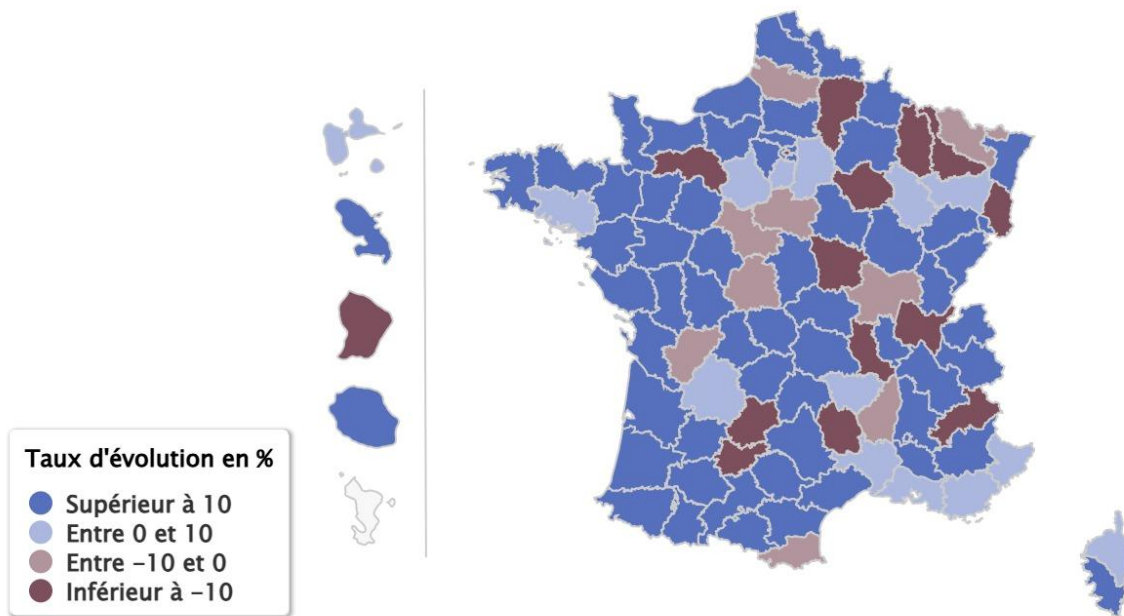 Taux d'évolution en %
Supérieur à 10
Entre 0 et 10
Entre −10 et 0
Inférieur à −10